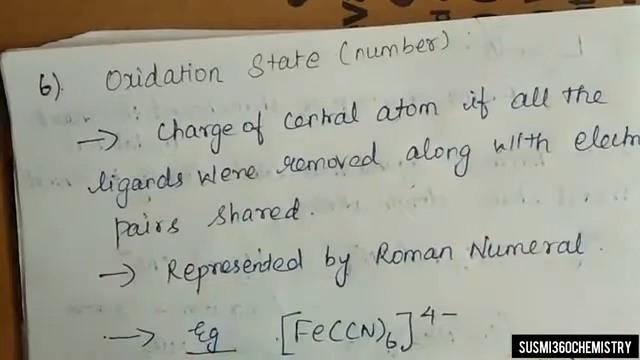 6). Oxidation State (number) :
→ Charge of central atom if all the
ligands were removed along with electr
pairs shared.
→ Represented by Roman Numeral.
→ Eg [Fe(CN)6]4-
SUSMI360CHEMISTRY